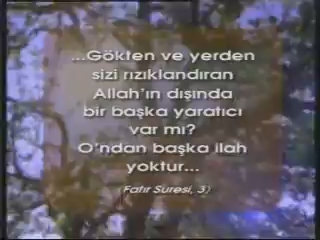 ...Gökten ve yerden
sizi rızıklandıran
Allah'ın dışında
bir başka yaratıcı
var mı?
O'ndan başka ilah
yoktur...
(Fatır Suresi, 3)